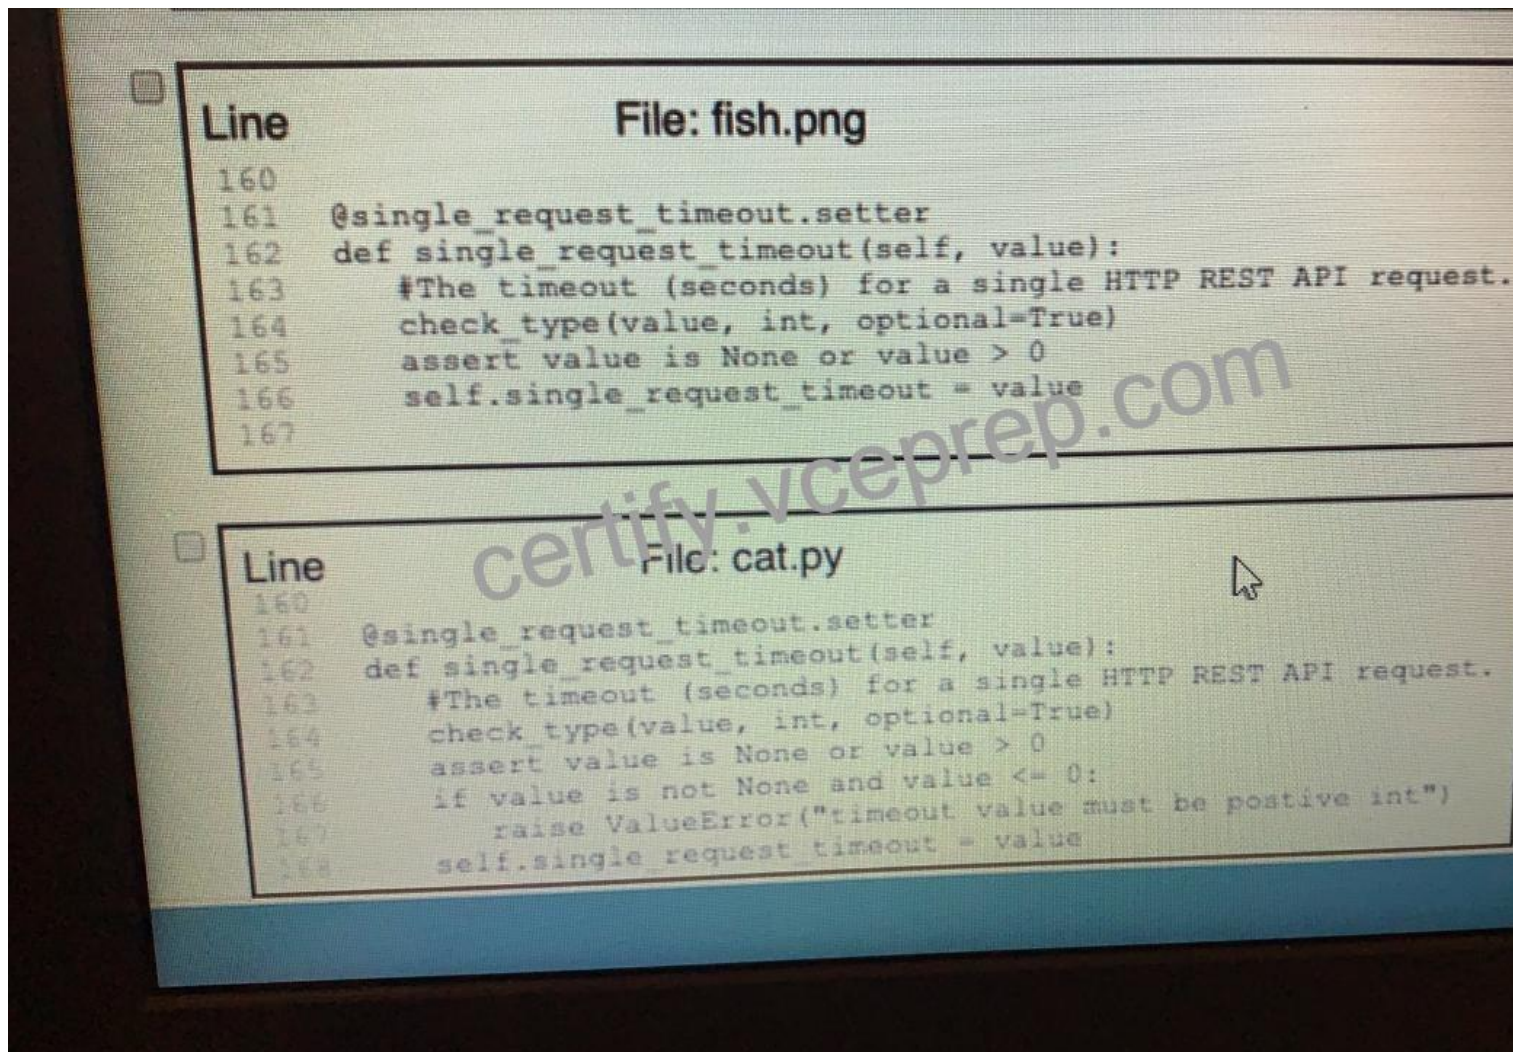 Line File: fish.png
160
161 @single_request_timeout.setter
162 def single_request_timeout(self, value):
163 #The timeout (seconds) for a single HTTP REST API request.
164 check_type(value, int, optional=True)
165 assert value is None or value > 0
166 self.single_request_timeout = value
167
certify.vceprep.com
Line File: cat.py
160
161 @single_request_timeout.setter
162 def single_request_timeout(self, value):
163 #The timeout (seconds) for a single HTTP REST API request.
164 check_type(value, int, optional=True)
165 assert value is None or value > 0
166 if value is not None and value <= 0:
167 raise ValueError("timeout value must be postive int")
168 self.single_request_timeout = value